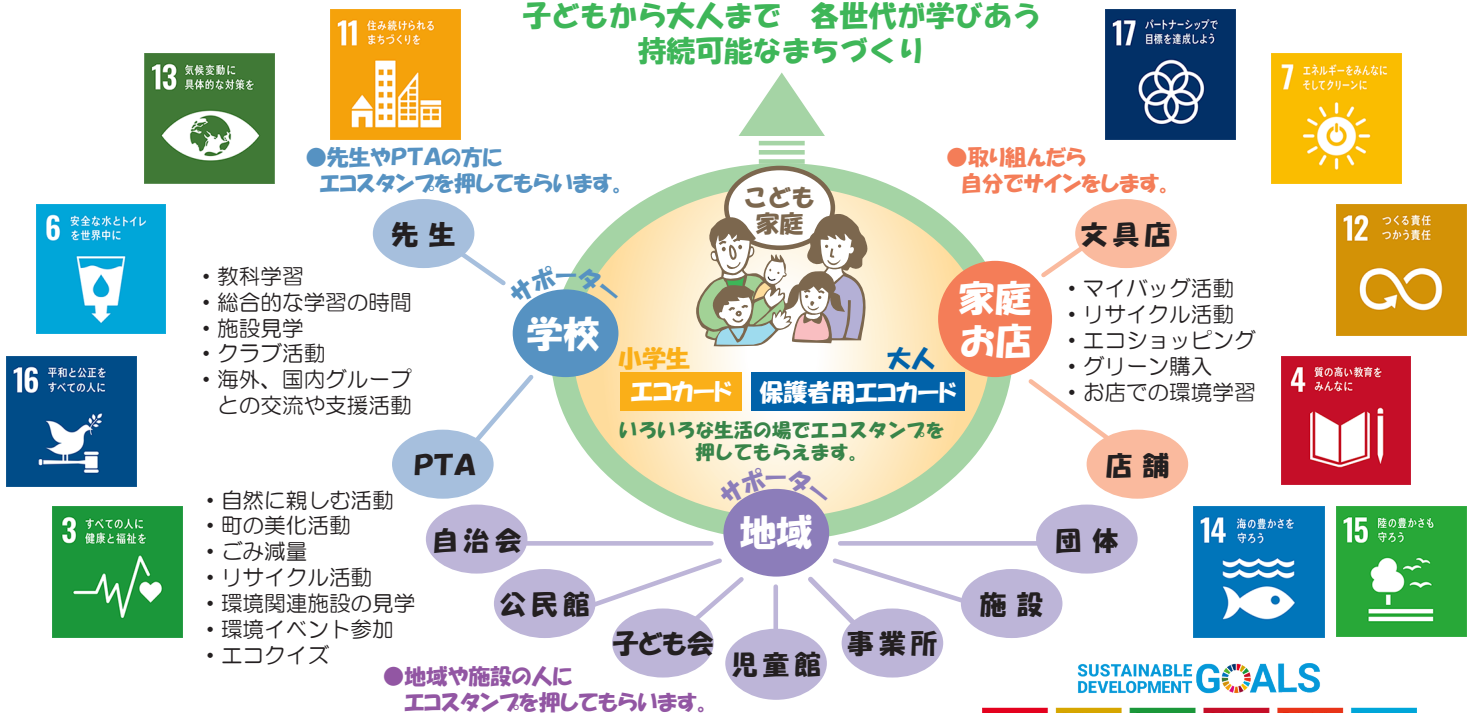 子どもから大人まで　各世代が学びあう
持続可能なまちづくり
13 気候変動に
具体的な対策を
11 住み続けられる
まちづくりを
17 パートナーシップで
目標を達成しよう
7 エネルギーをみんなに
そしてクリーンに
●先生やPTAの方に
エコスタンプを押してもらいます。
●取り組んだら
自分でサインをします。
6 安全な水とトイレ
を世界中に
12 つくる責任
つかう責任
16 平和と公正を
すべての人に
4 質の高い教育を
みんなに
3 すべての人に
健康と福祉を
14 海の豊かさを
守ろう
15 陸の豊かさも
守ろう
こども
家庭
先生
サポーター
学校
PTA
・教科学習
・総合的な学習の時間
・施設見学
・クラブ活動
・海外、国内グループ
との交流や支援活動
文具店
家庭
お店
店舗
・マイバッグ活動
・リサイクル活動
・エコショッピング
・グリーン購入
・お店での環境学習
小学生
エコカード
大人
保護者用エコカード
いろいろな生活の場でエコスタンプを
押してもらえます。
サポーター
地域
自治会
公民館
子ども会
児童館
事業所
施設
団体
・自然に親しむ活動
・町の美化活動
・ごみ減量
・リサイクル活動
・環境関連施設の見学
・環境イベント参加
・エコクイズ
●地域や施設の人に
エコスタンプを押してもらいます。
SUSTAINABLE
DEVELOPMENT
GOALS